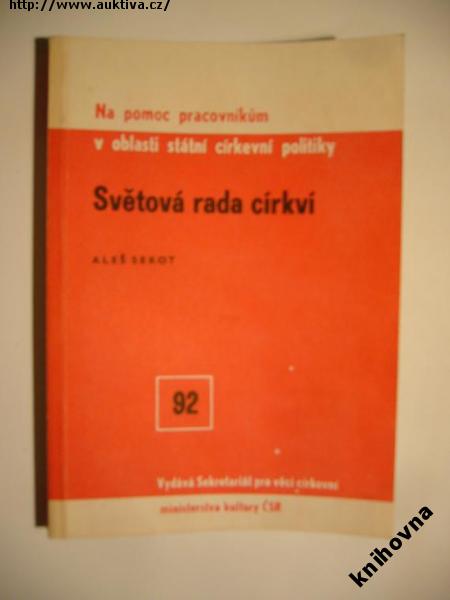 http://www.auktiva.cz/
Na pomoc pracovníkům
v oblasti státní církevní politiky
Světová rada církví
ALEŠ SEKOT
92
Vydává Sekretariát pro věci církevní
ministerstva kultury ČSR
knihovna